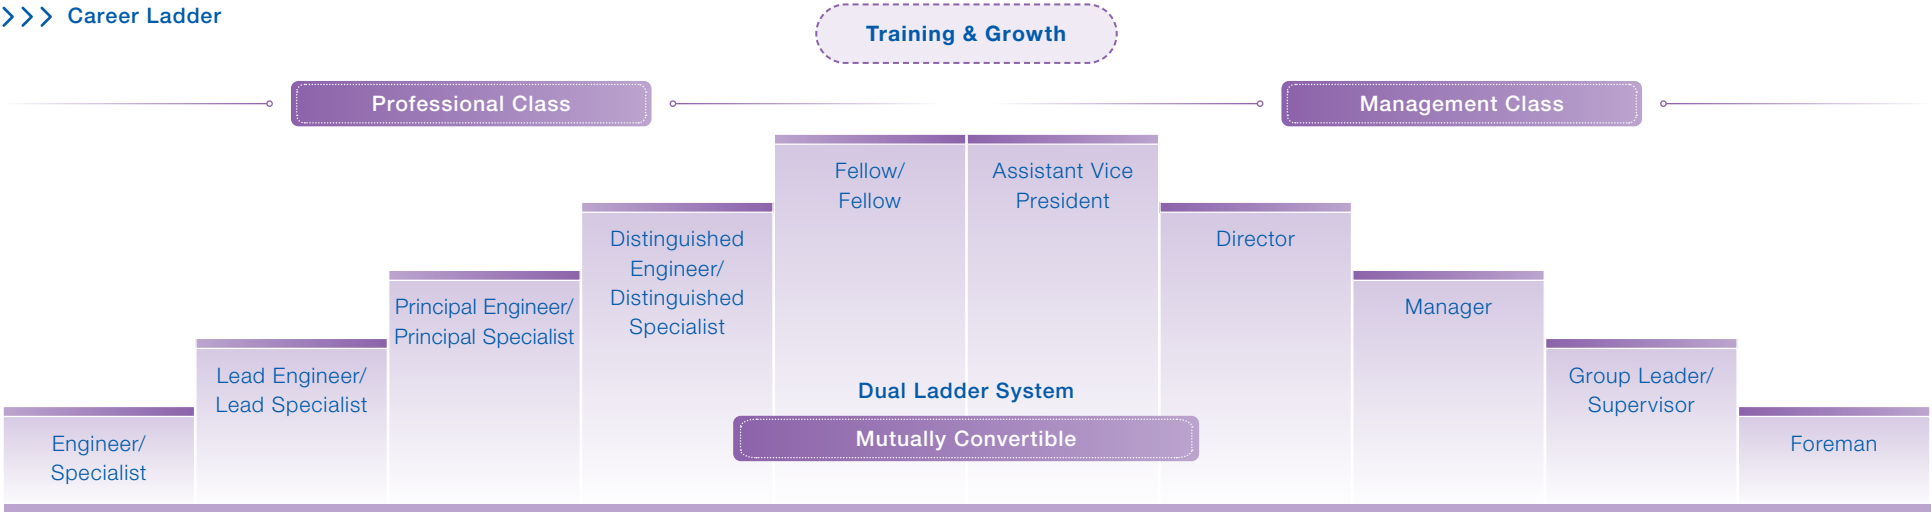 Career Ladder
Training & Growth
Professional Class
Management Class
Engineer/
Specialist
Lead Engineer/
Lead Specialist
Principal Engineer/
Principal Specialist
Distinguished
Engineer/
Distinguished
Specialist
Fellow/
Fellow
Assistant Vice
President
Director
Manager
Group Leader/
Supervisor
Foreman
Dual Ladder System
Mutually Convertible